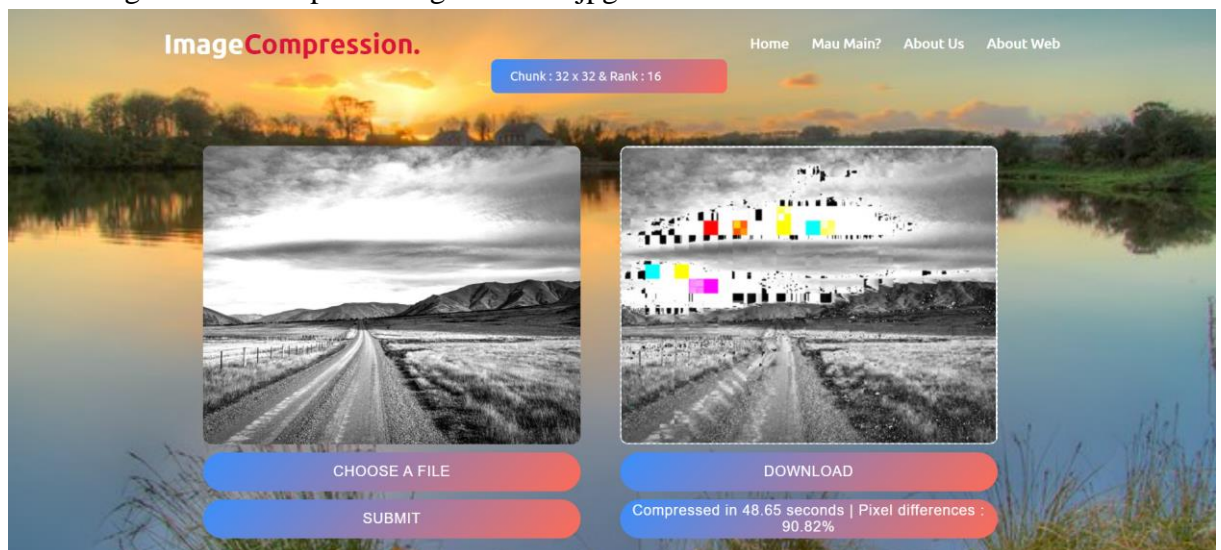 ImageCompression.
Home Mau Main? About Us About Web
Chunk : 32 x 32 & Rank : 16
CHOOSE A FILE
SUBMIT
DOWNLOAD
Compressed in 48.65 seconds | Pixel differences :
90.82%